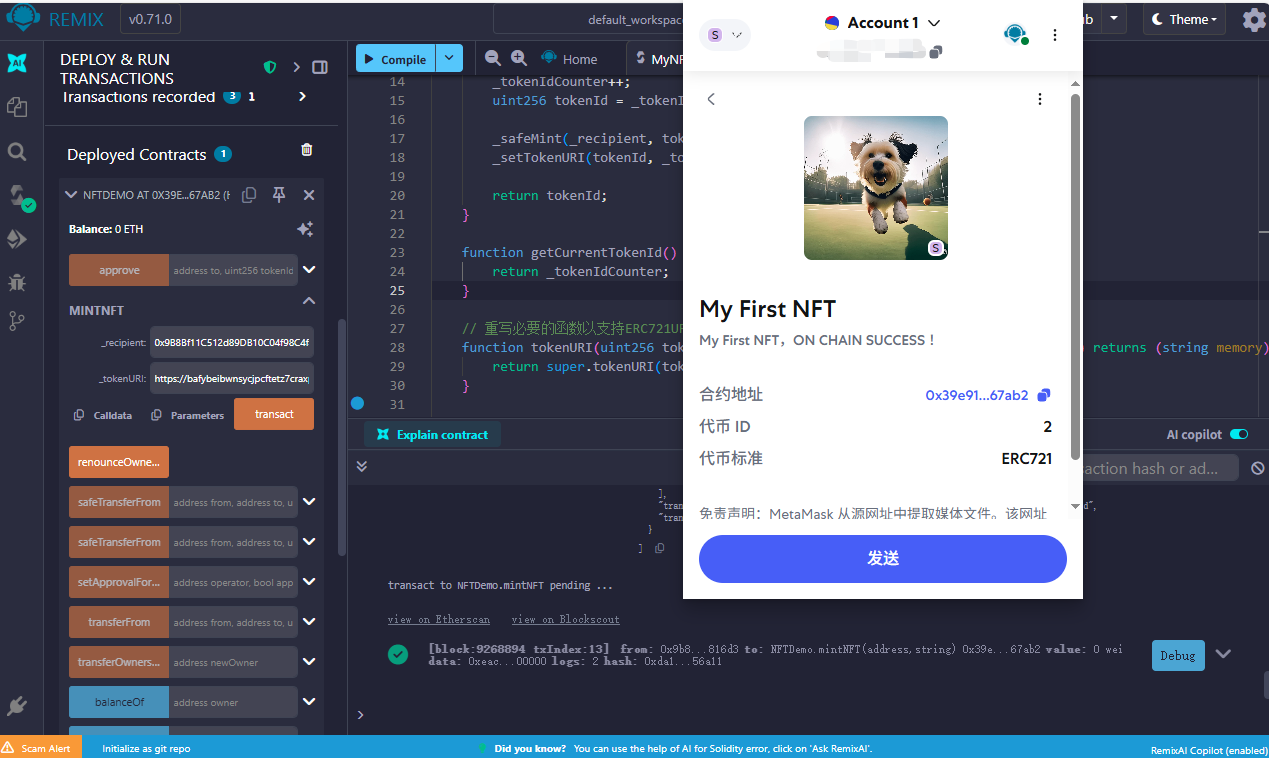 REMIX
v0.71.0
default_workspac
b
Theme
DEPLOY & RUN
TRANSACTIONS
Transactions recorded 3 1
Deployed Contracts 1
NFTDEMO AT 0X39E...67AB2 (
Balance: 0 ETH
approve address to, uint256 tokenId
MINTNFT
_recipient: 0x9B8Bf11C512d89DB10C04f98C4f
_tokenURI: https://bafybeibwnsycjpcftetz7crax
Calldata Parameters transact
renounceOwne...
safeTransferFrom address from, address to, u
safeTransferFrom address from, address to, u
setApprovalFor... address operator, bool app
transferFrom address from, address to, u
transferOwners... address newOwner
balanceOf address owner
Compile
Home
S MyNF
14 _tokenIdCounter++;
15 uint256 tokenId = _tokenI
16
17 _safeMint(_recipient, tok
18 _setTokenURI(tokenId, _to
19
20 return tokenId;
21 }
22
23 function getCurrentTokenId()
24 return _tokenIdCounter;
25 }
26
27 // 重写必要的函数以支持ERC721UR
28 function tokenURI(uint256 tok ) returns (string memory)
29 return super.tokenURI(tok
30 }
31
Explain contract
AI copilot
action hash or ad...
],
"tran d",
"tran
}
]
transact to NFTDemo.mintNFT pending ...
view on Etherscan view on Blockscout
[block:9268894 txIndex:13] from: 0x9b8...816d3 to: NFTDemo.mintNFT(address,string) 0x39e...67ab2 value: 0 wei
data: 0xeac...00000 logs: 2 hash: 0xda1...56a11
Debug
>
S
Account 1
S
My First NFT
My First NFT，ON CHAIN SUCCESS！
合约地址 0x39e91...67ab2
代币 ID 2
代币标准 ERC721
免责声明：MetaMask 从源网址中提取媒体文件。该网址
发送
Scam Alert
Initialize as git repo
Did you know? You can use the help of AI for Solidity error, click on 'Ask RemixAI'.
RemixAI Copilot (enabled)